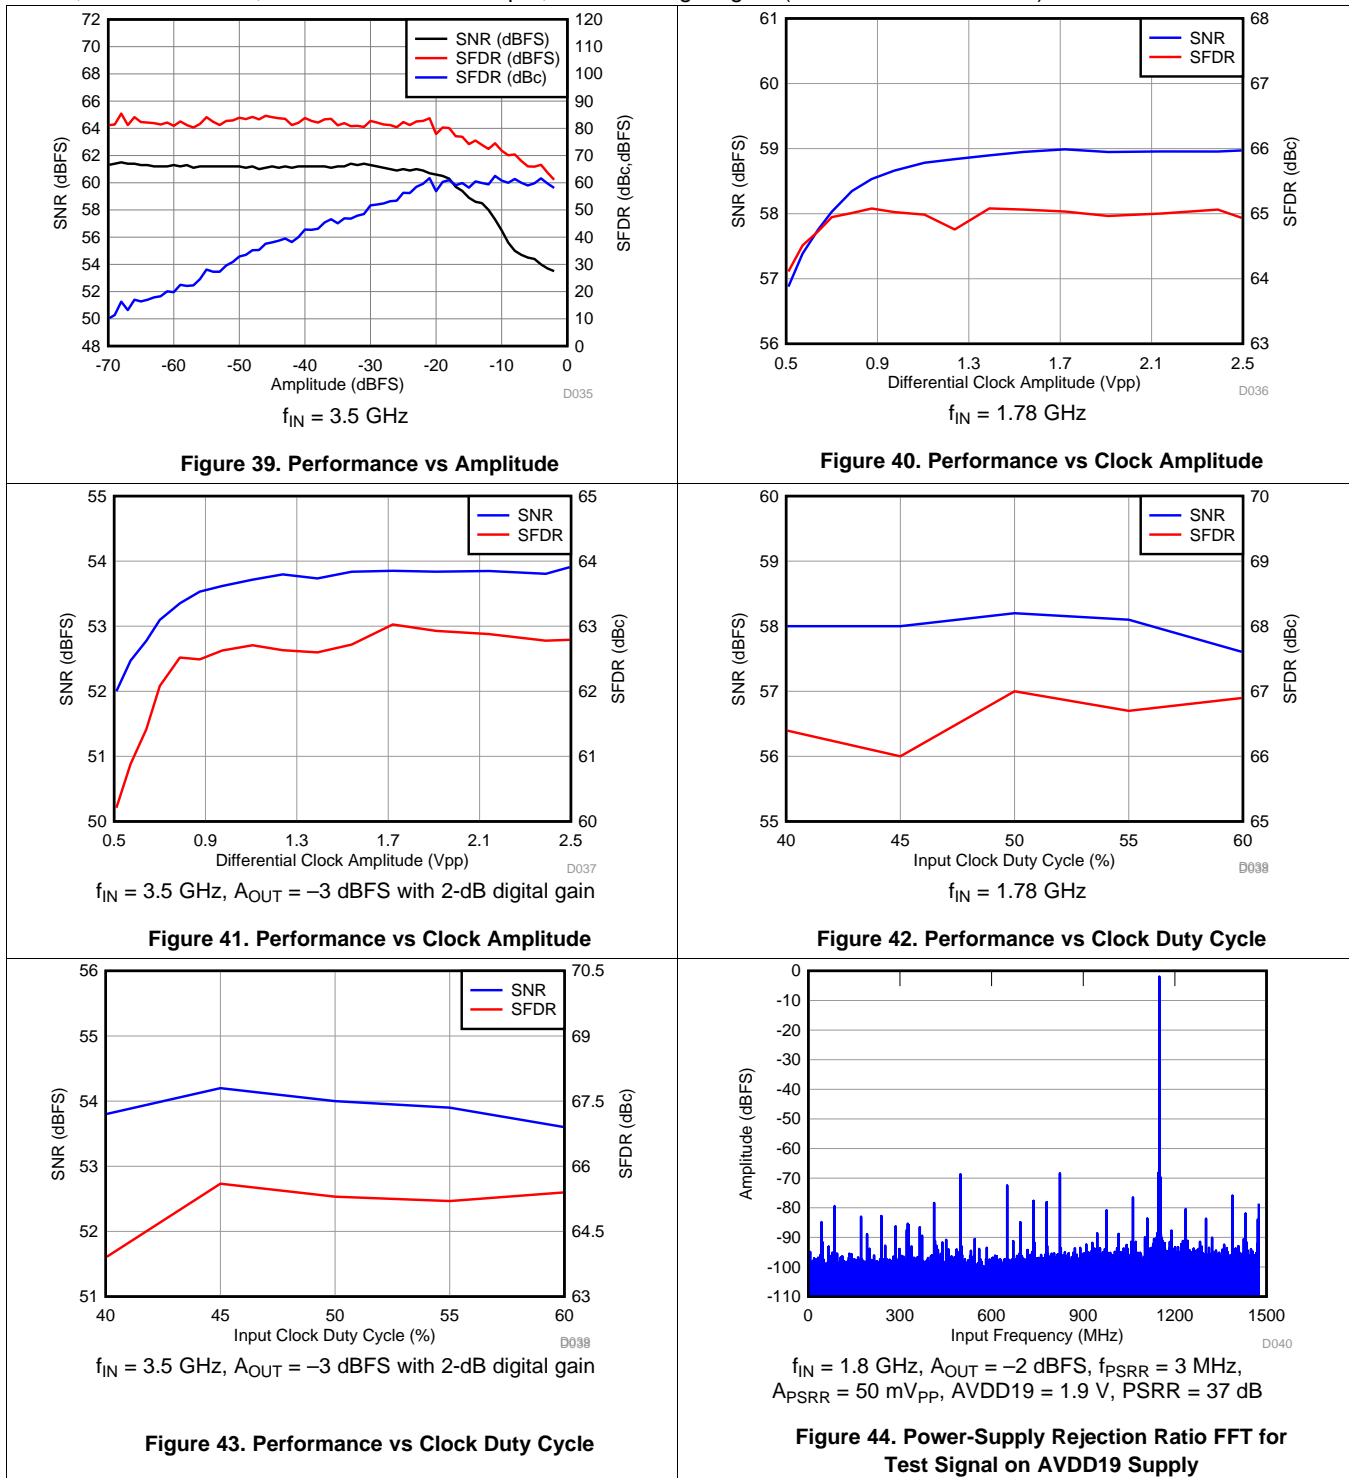 72
70
68
66
64
62
60
58
56
54
52
50
48
120
110
100
90
80
70
60
50
40
30
20
10
0
SNR (dBFS)
SFDR (dBFS)
SFDR (dBc)
SNR (dBFS)
SFDR (dBc,dBFS)
-70 -60 -50 -40 -30 -20 -10 0
Amplitude (dBFS)
D035
fIN = 3.5 GHz
Figure 39. Performance vs Amplitude
61
60
59
58
57
56
68
67
66
65
64
63
SNR
SFDR
SNR (dBFS)
SFDR (dBc)
0.5 0.9 1.3 1.7 2.1 2.5
Differential Clock Amplitude (Vpp)
D036
fIN = 1.78 GHz
Figure 40. Performance vs Clock Amplitude
55
54
53
52
51
50
65
64
63
62
61
60
SNR
SFDR
SNR (dBFS)
SFDR (dBc)
0.5 0.9 1.3 1.7 2.1 2.5
Differential Clock Amplitude (Vpp)
D037
fIN = 3.5 GHz, AOUT = –3 dBFS with 2-dB digital gain
Figure 41. Performance vs Clock Amplitude
60
59
58
57
56
55
70
69
68
67
66
65
SNR
SFDR
SNR (dBFS)
SFDR (dBc)
40 45 50 55 60
Input Clock Duty Cycle (%)
fIN = 1.78 GHz
Figure 42. Performance vs Clock Duty Cycle
56
55
54
53
52
51
70.5
69
67.5
66
64.5
63
SNR
SFDR
SNR (dBFS)
SFDR (dBc)
40 45 50 55 60
Input Clock Duty Cycle (%)
fIN = 3.5 GHz, AOUT = –3 dBFS with 2-dB digital gain
Figure 43. Performance vs Clock Duty Cycle
0
-10
-20
-30
-40
-50
-60
-70
-80
-90
-100
-110
Amplitude (dBFS)
0 300 600 900 1200 1500
Input Frequency (MHz)
D040
fIN = 1.8 GHz, AOUT = –2 dBFS, fPSRR = 3 MHz,
APSRR = 50 mVPP, AVDD19 = 1.9 V, PSRR = 37 dB
Figure 44. Power-Supply Rejection Ratio FFT for
Test Signal on AVDD19 Supply